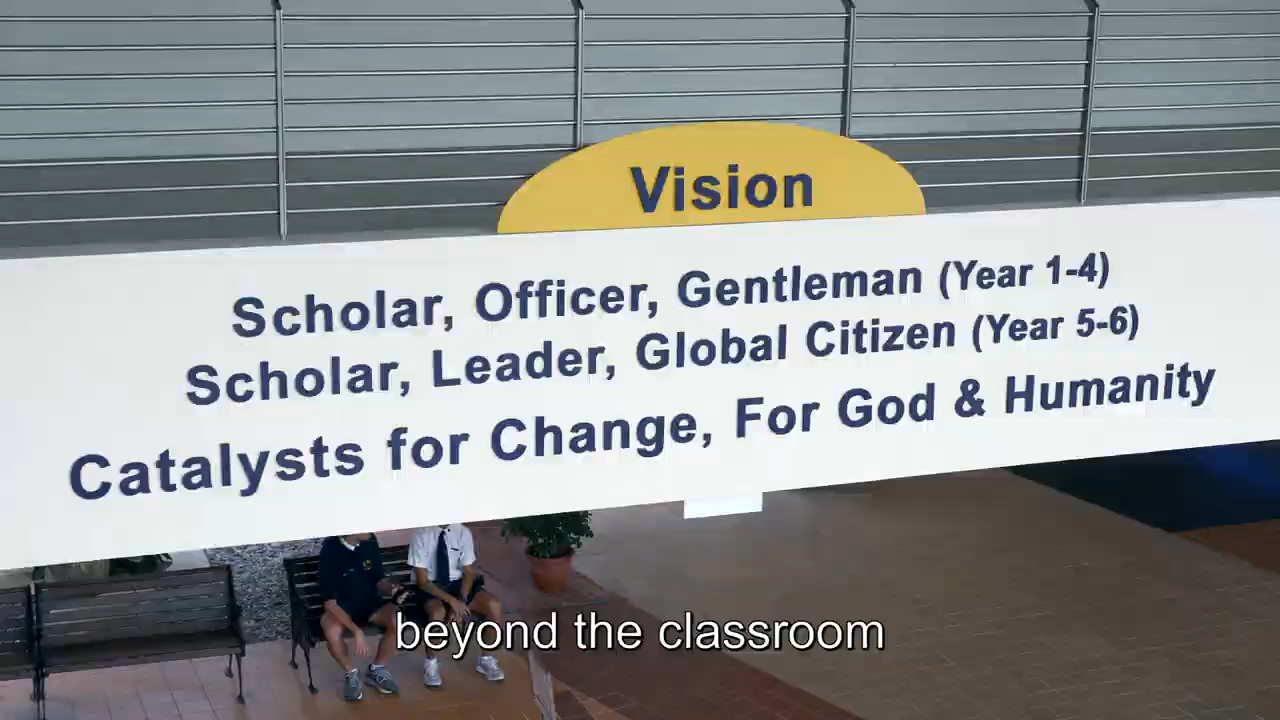 Vision
Scholar, Officer, Gentleman (Year 1-4)
Scholar, Leader, Global Citizen (Year 5-6)
Catalysts for Change, For God & Humanity
beyond the classroom